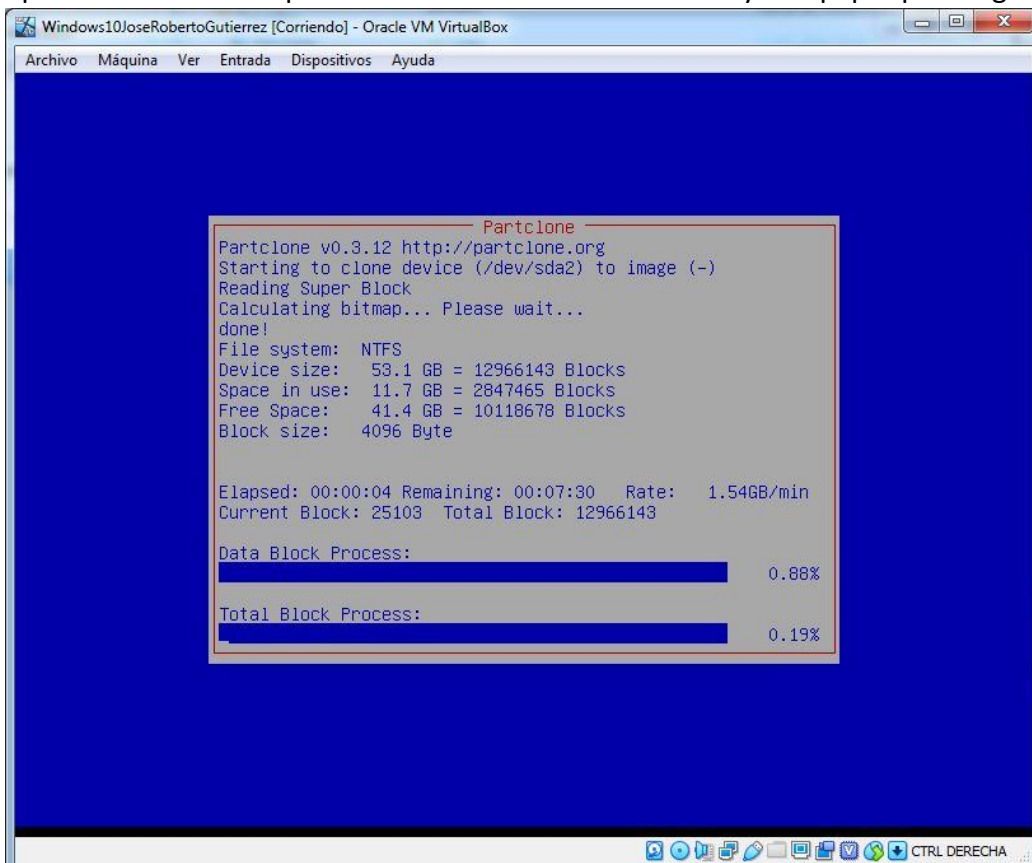 Windows10JoseRobertoGutierrez [Corriendo] - Oracle VM VirtualBox
Archivo Máquina Ver Entrada Dispositivos Ayuda
Partclone
Partclone v0.3.12 http://partclone.org
Starting to clone device (/dev/sda2) to image (-)
Reading Super Block
Calculating bitmap... Please wait...
done!
File system: NTFS
Device size: 53.1 GB = 12966143 Blocks
Space in use: 11.7 GB = 2847465 Blocks
Free Space: 41.4 GB = 10118678 Blocks
Block size: 4096 Byte
Elapsed: 00:00:04 Remaining: 00:07:30 Rate: 1.54GB/min
Current Block: 25103 Total Block: 12966143
Data Block Process:
0.88%
Total Block Process:
0.19%
CTRL DERECHA